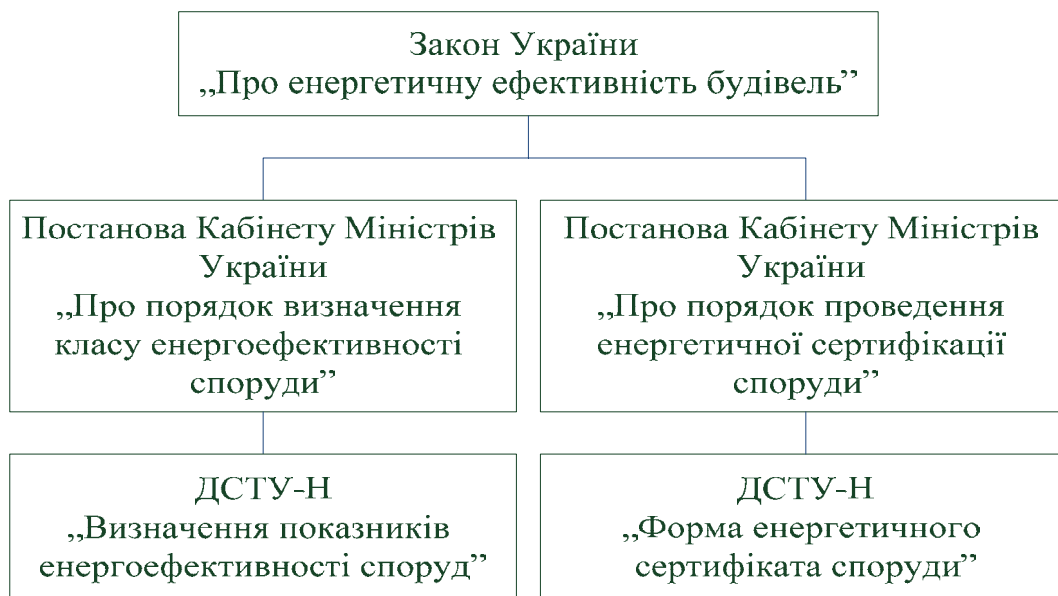 Закон України
„Про енергетичну ефективність будівель”
Постанова Кабінету Міністрів
України
„Про порядок визначення
класу енергоефективності
споруди”
Постанова Кабінету Міністрів
України
„Про порядок проведення
енергетичної сертифікації
споруди”
ДСТУ-Н
„Визначення показників
енергоефективності споруд”
ДСТУ-Н
„Форма енергетичного
сертифіката споруди”